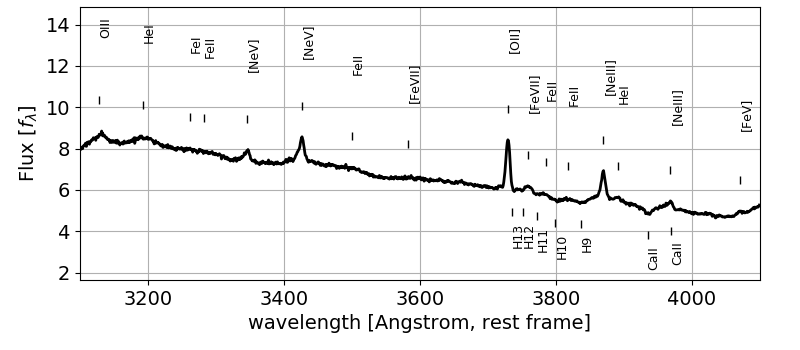 OIII
HeI
FeI
FeII
[NeV]
[NeV]
FeII
[FeVII]
[OII]
[FeVII]
FeII
FeII
[NeIII]
HeI
[NeIII]
[FeV]
H13
H12
H11
H10
H9
CaII
CaII
14
12
10
8
6
4
2
Flux [fλ]
3200 3400 3600 3800 4000
wavelength [Angstrom, rest frame]